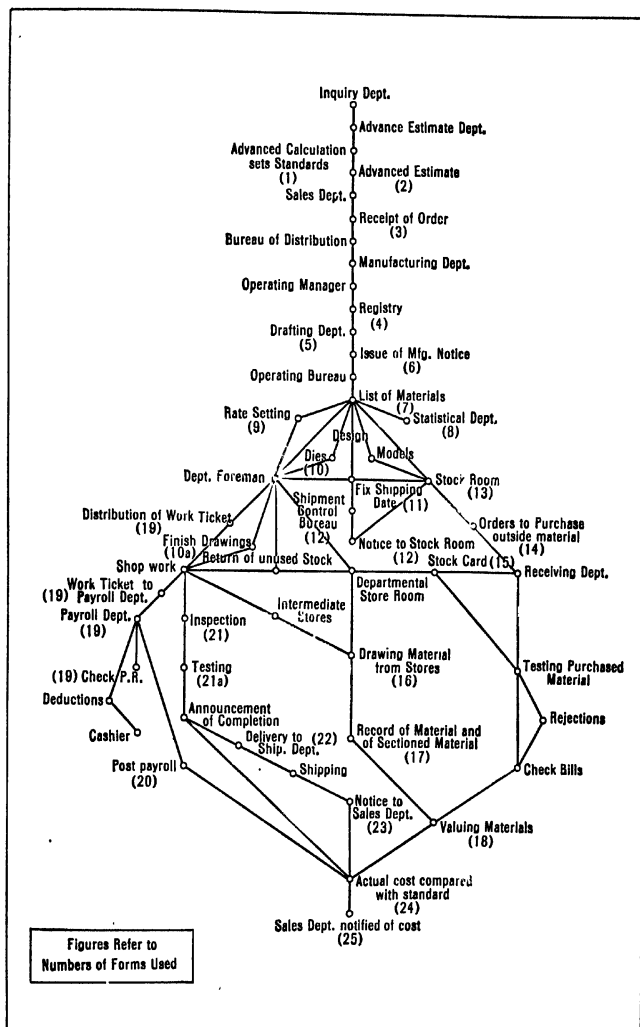 Inquiry Dept.
Advance Estimate Dept.
Advanced Calculation
sets Standards
(1)
Advanced Estimate
(2)
Sales Dept.
Receipt of Order
(3)
Bureau of Distribution
Manufacturing Dept.
Operating Manager
Registry
(4)
Drafting Dept.
(5)
Issue of Mfg. Notice
(6)
Operating Bureau
List of Materials
(7)
Rate Setting
(9)
Statistical Dept.
(8)
Design
Dies
(10)
Models
Dept. Foreman
Stock Room
(13)
Fix Shipping
Date (11)
Shipment
Control
Bureau
(12)
Distribution of Work Ticket
(19)
Orders to Purchase
outside material
(14)
Finish Drawings
(10a)
Notice to Stock Room
(12)
Return of unused Stock
Stock Card (15)
Shop work
Departmental
Store Room
Receiving Dept.
Work Ticket to
(19) Payroll Dept.
Payroll Dept.
(19)
Inspection
(21)
Intermediate
Stores
Drawing Material
from Stores
(16)
Testing Purchased
Material
(19) Check P.R.
Testing
(21a)
Deductions
Announcement
of Completion
Rejections
Cashier
Delivery to (22)
Ship. Dept.
Record of Material and
of Sectioned Material
(17)
Post payroll
(20)
Shipping
Check Bills
Notice to
Sales Dept.
(23)
Valuing Materials
(18)
Actual cost compared
with standard
(24)
Sales Dept. notified of cost
(25)
Figures Refer to
Numbers of Forms Used